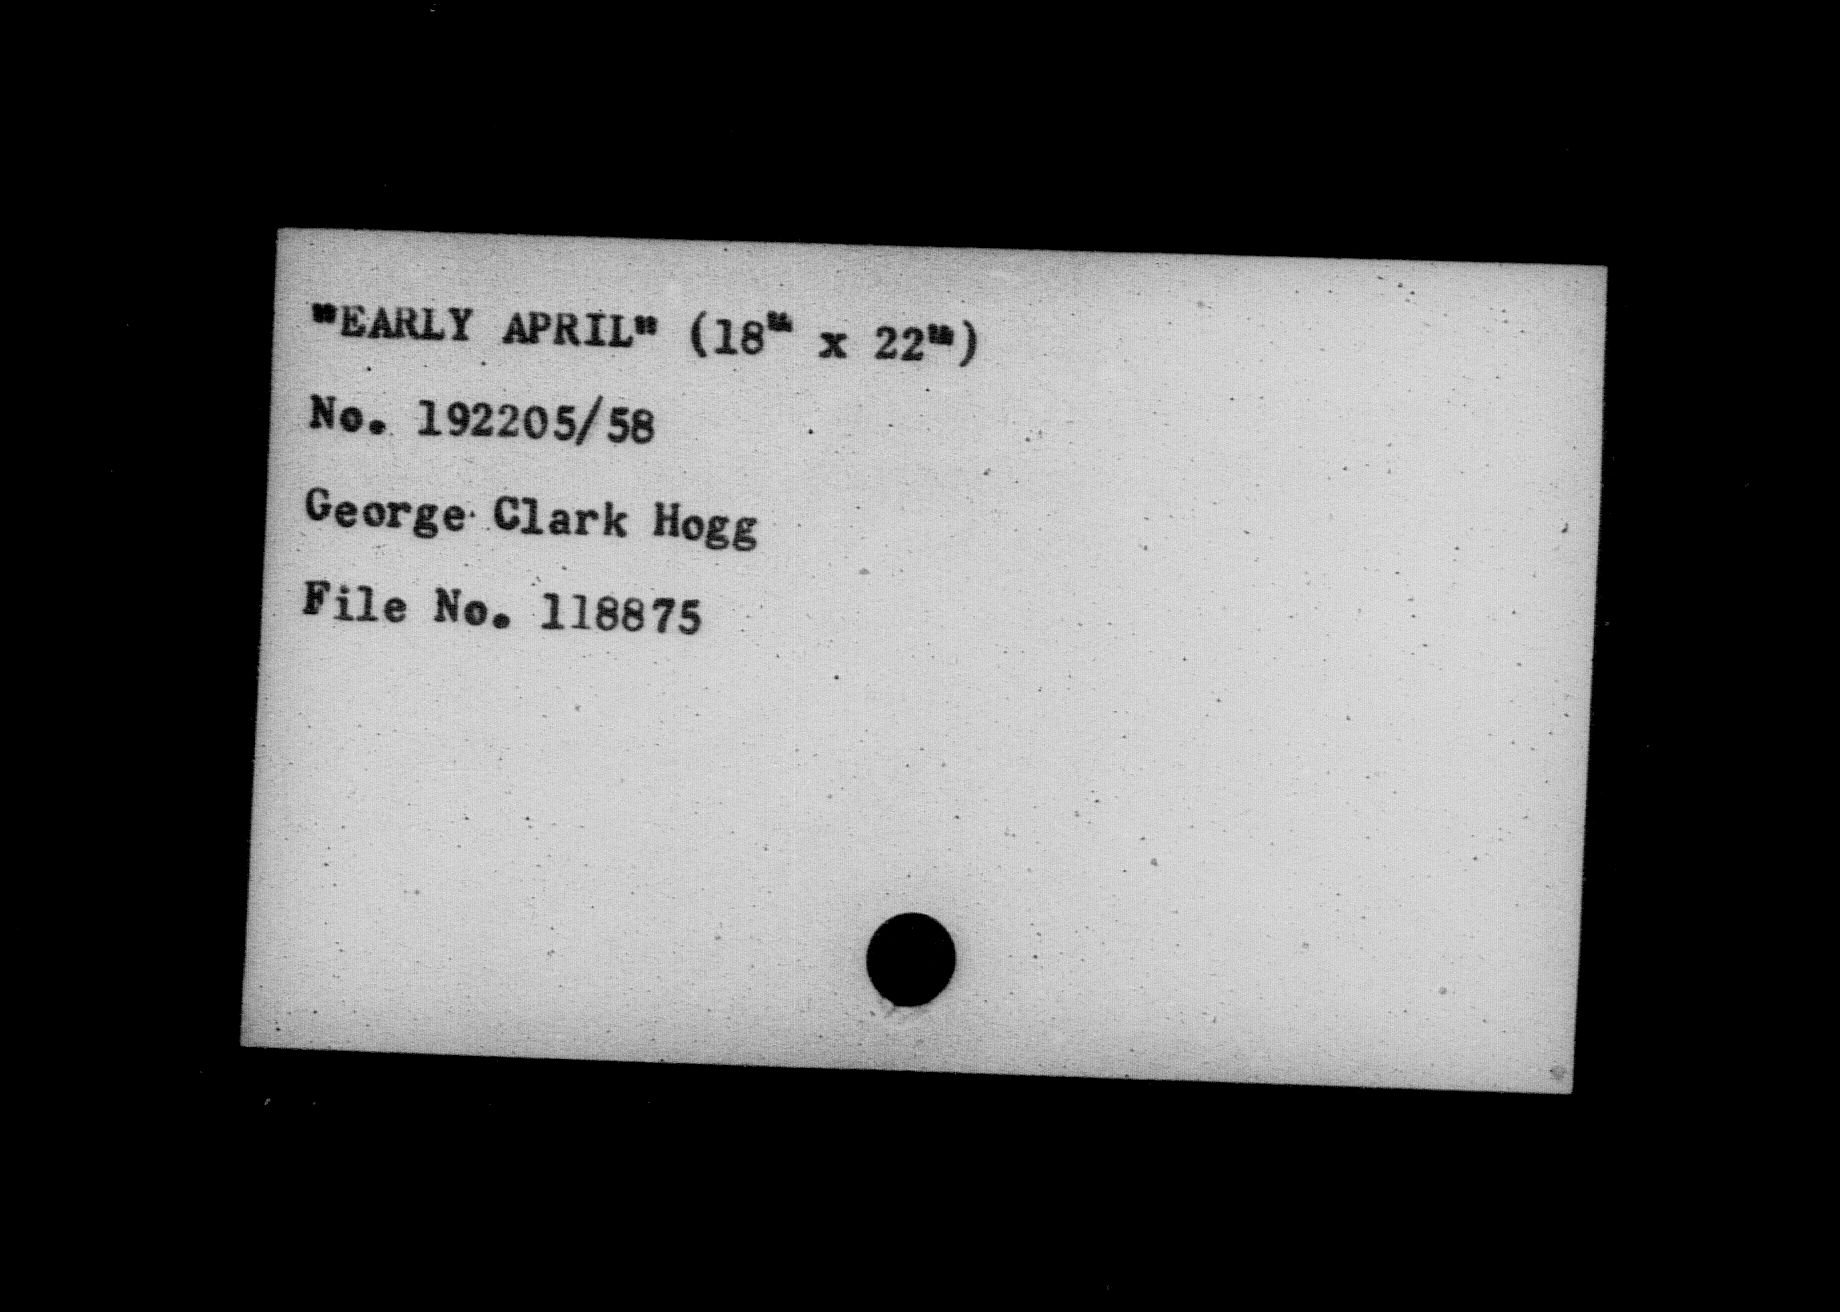 "EARLY APRIL" (18" x 22")
No. 192205/58
George Clark Hogg
File No. 118875